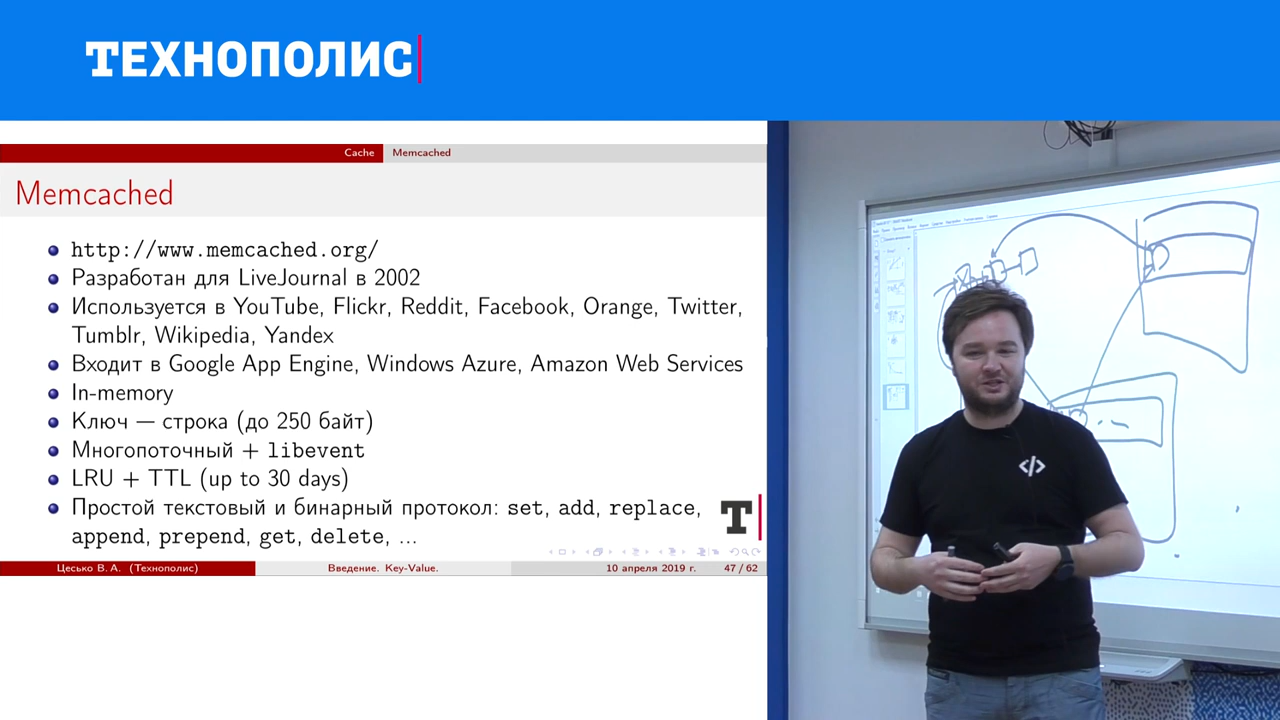 ТЕХНОПОЛИС
Cache Memcached
Memcached
http://www.memcached.org/
Разработан для LiveJournal в 2002
Используется в YouTube, Flickr, Reddit, Facebook, Orange, Twitter,
Tumblr, Wikipedia, Yandex
Входит в Google App Engine, Windows Azure, Amazon Web Services
In-memory
Ключ — строка (до 250 байт)
Многопоточный + libevent
LRU + TTL (up to 30 days)
Простой текстовый и бинарный протокол: set, add, replace,
append, prepend, get, delete, ...
Т
Цесько В. А. (Технополис) Введение. Key-Value. 10 апреля 2019 г. 47 / 62